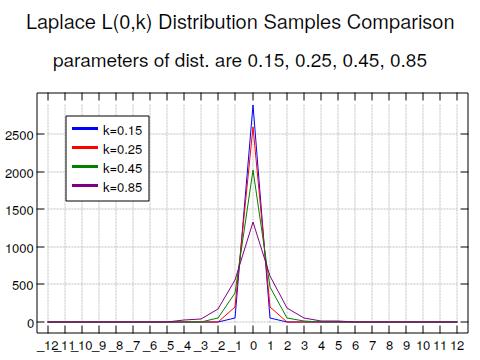 Laplace L(0,k) Distribution Samples Comparison
parameters of dist. are 0.15, 0.25, 0.45, 0.85
k=0.15
k=0.25
k=0.45
k=0.85
2500
2000
1500
1000
500
0
_12 _11 _10 _9 _8 _7 _6 _5 _4 _3 _2 _1 0 1 2 3 4 5 6 7 8 9 10 11 12